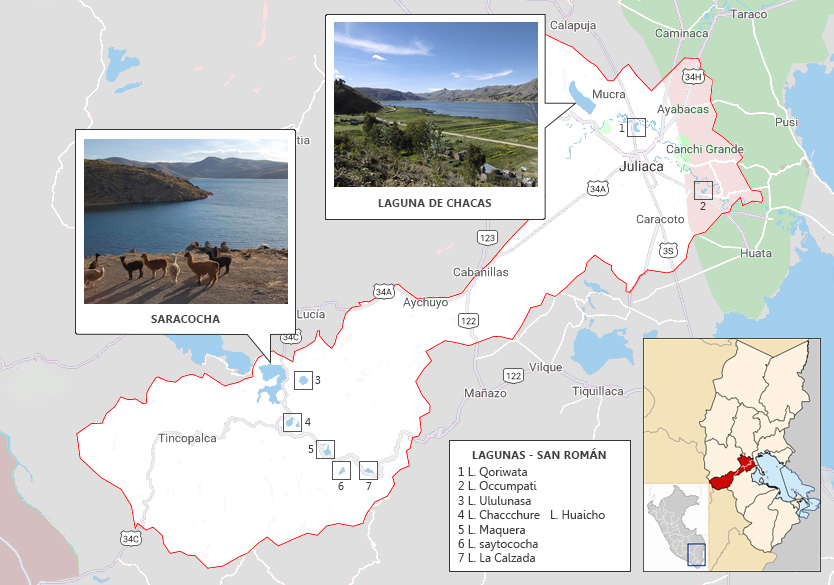 Taraco
Calapuja
Caminaca
34H
Mucra
Ayabacas
Pusi
1
Canchi Grande
tia
Juliaca
34A
2
LAGUNA DE CHACAS
Caracoto
123
3S
Huata
Cabanillas
34A
Aychuyo
Lucía
SARACOCHA
122
34C
Vilque
122
3
Mañazo
Tiquillaca
4
Tincopalca
5
6
7
34C
LAGUNAS - SAN ROMÁN
1 L. Qoriwata
2 L. Occumpati
3 L. Ululunasa
4 L. Chaccchure L. Huaicho
5 L. Maquera
6 L. saytococha
7 L. La Calzada